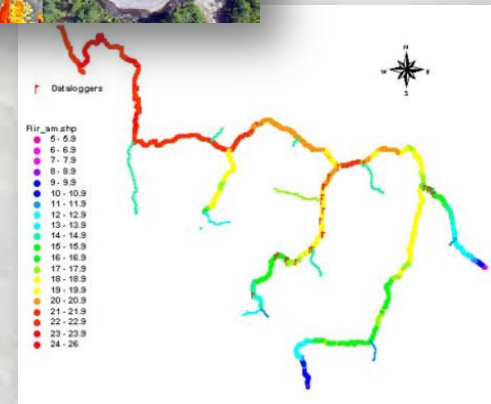 N
W E
S
Dataloggers
Flir_am.shp
5 - 5.9
6 - 6.9
7 - 7.9
8 - 8.9
9 - 9.9
10 - 10.9
11 - 11.9
12 - 12.9
13 - 13.9
14 - 14.9
15 - 15.9
16 - 16.9
17 - 17.9
18 - 18.9
19 - 19.9
20 - 20.9
21 - 21.9
22 - 22.9
23 - 23.9
24 - 26